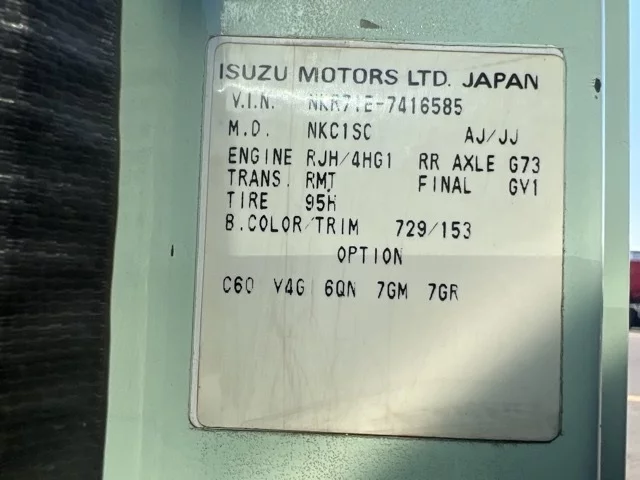 ISUZU MOTORS LTD. JAPAN
V.I.N. NKR71E-7416585
M.D. NKC1SC AJ/JJ
ENGINE RJH/4HG1 RR AXLE G73
TRANS. RMT FINAL GV1
TIRE 95H
B.COLOR/TRIM 729/153
OPTION
C60 V4G 6QN 7GM 7GR